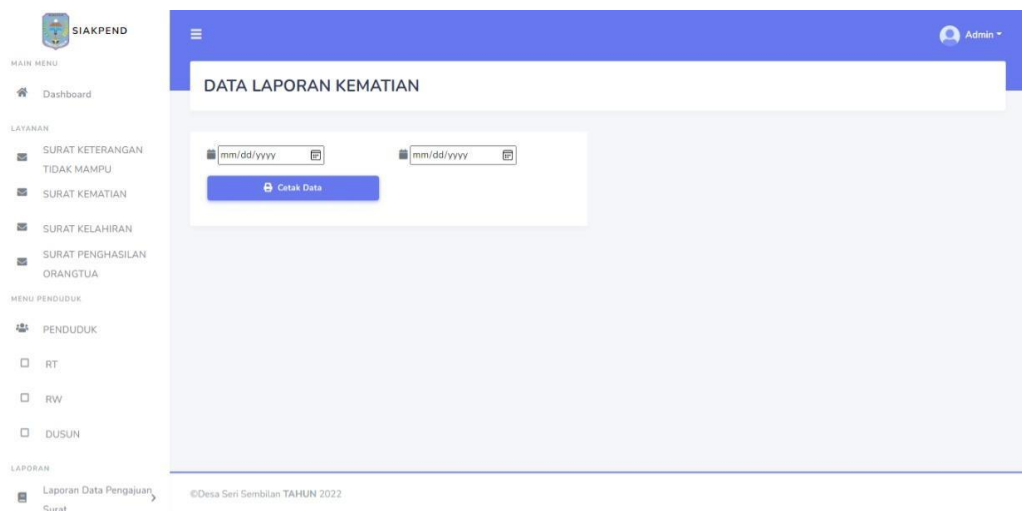 SIAKPEND
Admin
MAIN MENU
Dashboard
LAYANAN
SURAT KETERANGAN
TIDAK MAMPU
SURAT KEMATIAN
SURAT KELAHIRAN
SURAT PENGHASILAN
ORANGTUA
MENU PENDUDUK
PENDUDUK
RT
RW
DUSUN
LAPORAN
Laporan Data Pengajuan
Surat
DATA LAPORAN KEMATIAN
mm/dd/yyyy
mm/dd/yyyy
Cetak Data
©Desa Seri Sembilan TAHUN 2022